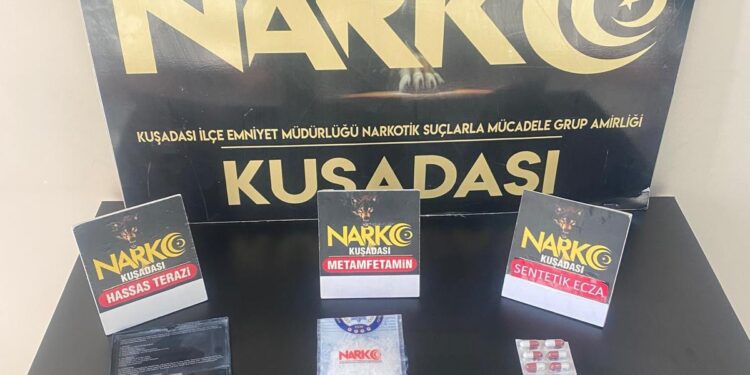 NARKO
KUŞADASI İLÇE EMNİYET MÜDÜRLÜĞÜ NARKOTİK SUÇLARLA MÜCADELE GRUP AMİRLİĞİ
KUŞADASI
NARKO
KUŞADASI
HASSAS TERAZİ
NARKO
KUŞADASI
METAMFETAMİN
NARKO
KUŞADASI
SENTETİK ECZA
NARKO